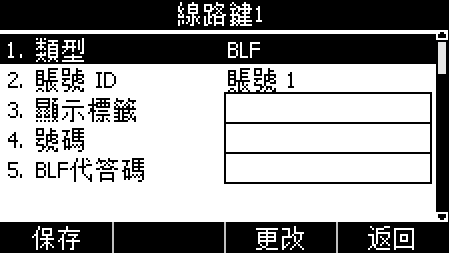 線路鍵1
1. 類型 BLF
2. 賬號 ID 賬號 1
3. 顯示標籤
4. 號碼
5. BLF代答碼
保存 更改 返回